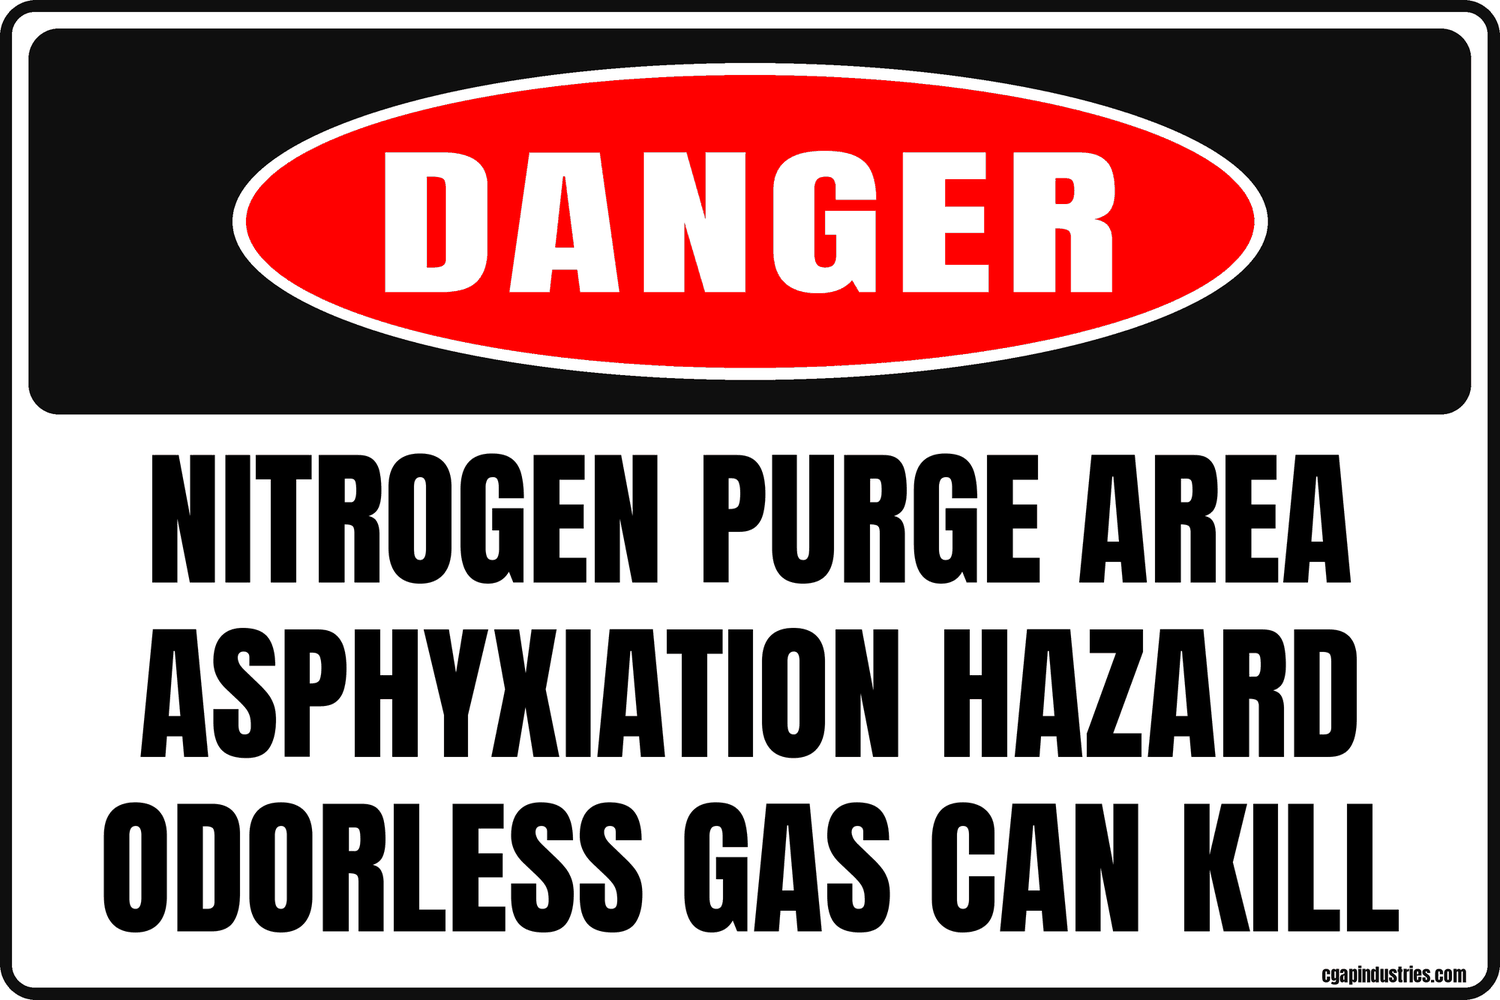 DANGER
NITROGEN PURGE AREA
ASPHYXIATION HAZARD
ODORLESS GAS CAN KILL
cgapindustries.com